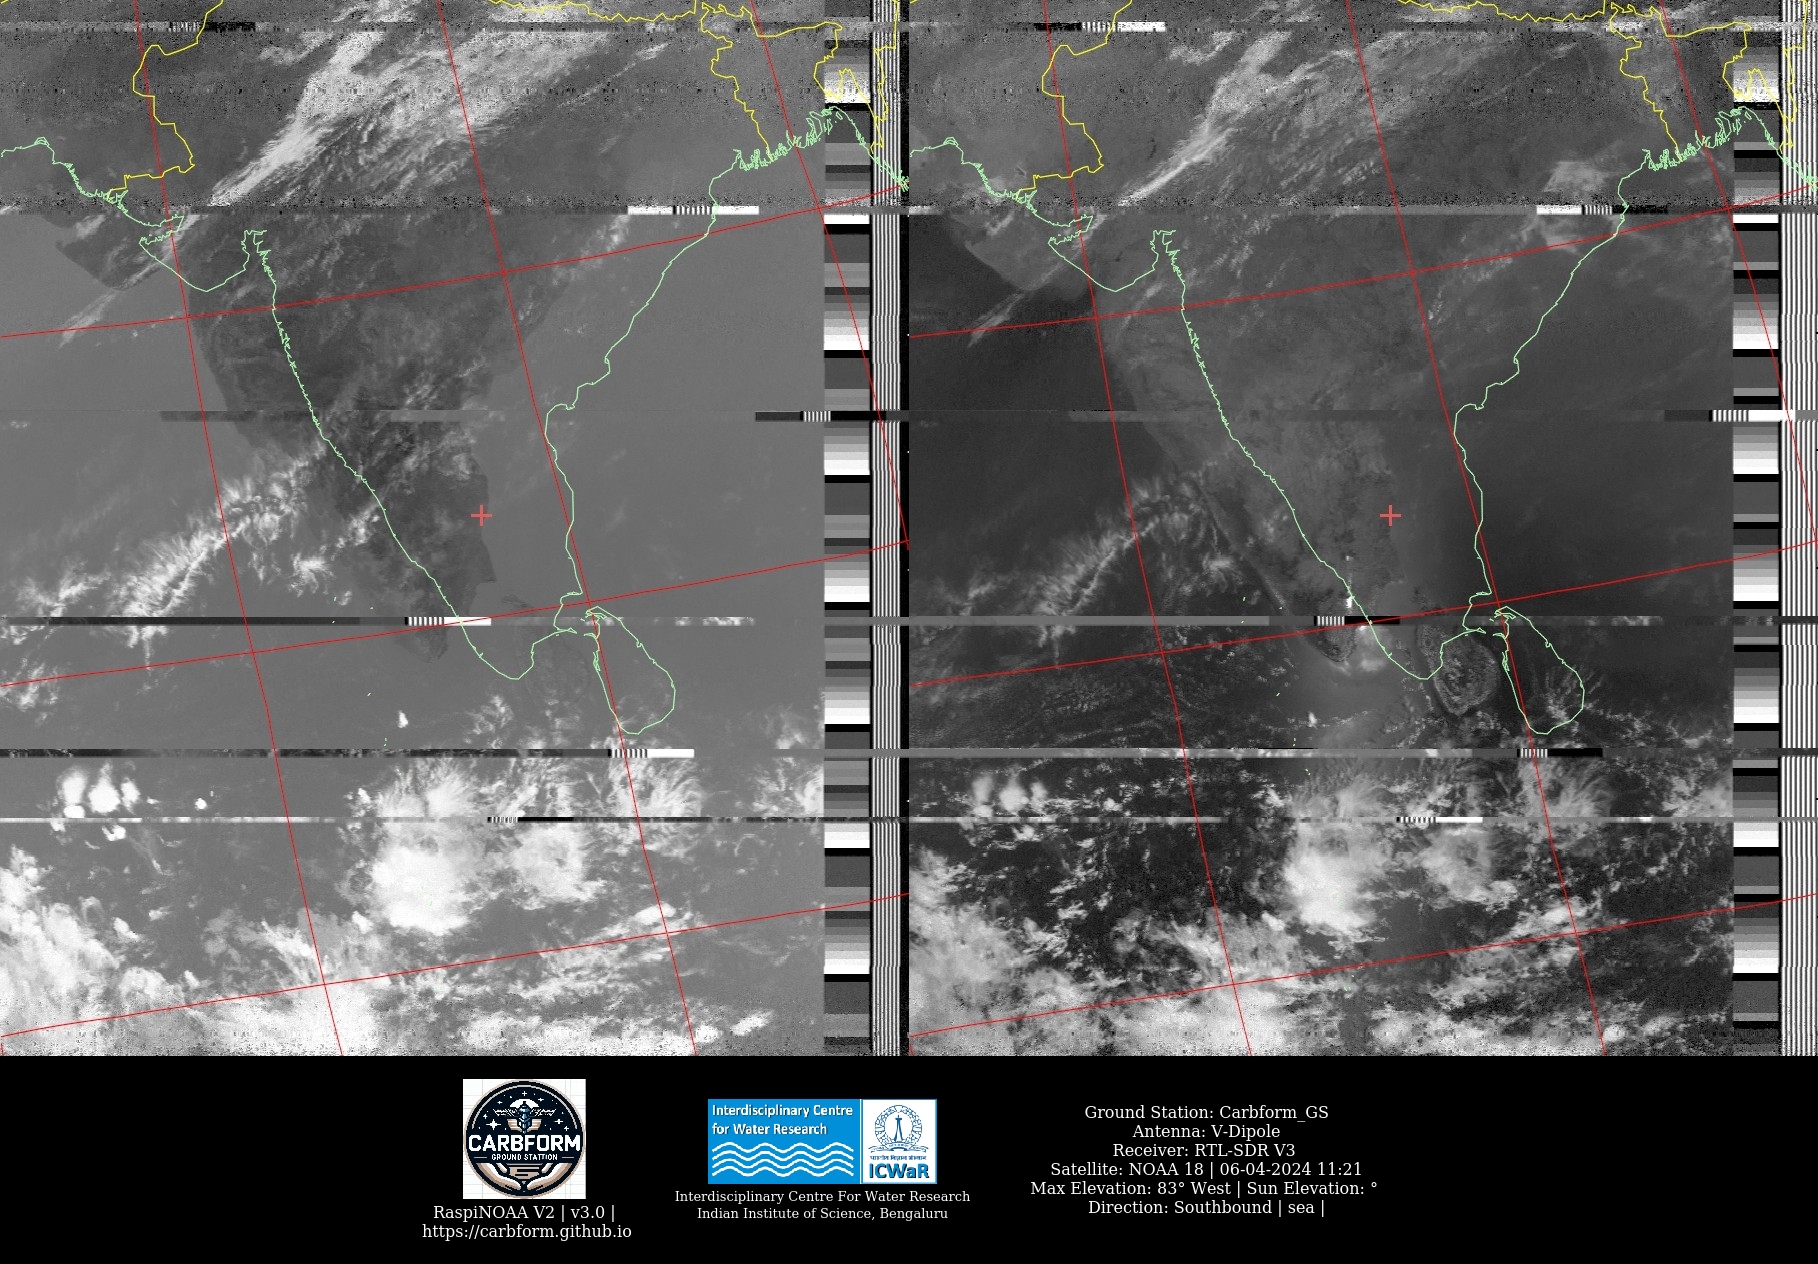 CARBFORM
GROUND STATTION
RaspiNOAA V2 | v3.0 |
https://carbform.github.io
Interdisciplinary Centre
for Water Research
ICWaR
Interdisciplinary Centre For Water Research
Indian Institute of Science, Bengaluru
Ground Station: Carbform_GS
Antenna: V-Dipole
Receiver: RTL-SDR V3
Satellite: NOAA 18 | 06-04-2024 11:21
Max Elevation: 83° West | Sun Elevation: °
Direction: Southbound | sea |